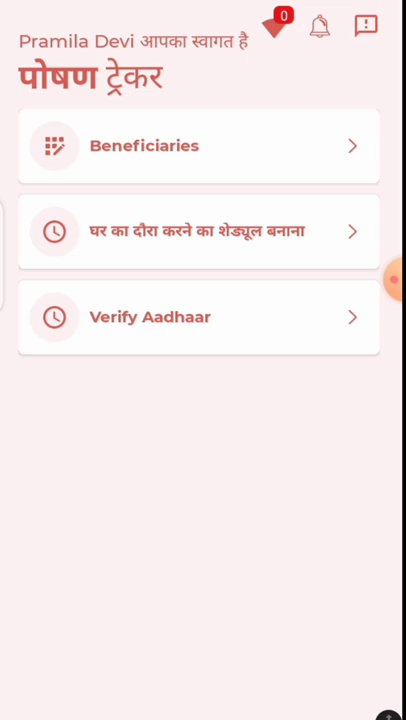 Pramila Devi आपका स्वागत है
0
पोषण ट्रेकर
Beneficiaries
घर का दौरा करने का शेड्यूल बनाना
Verify Aadhaar